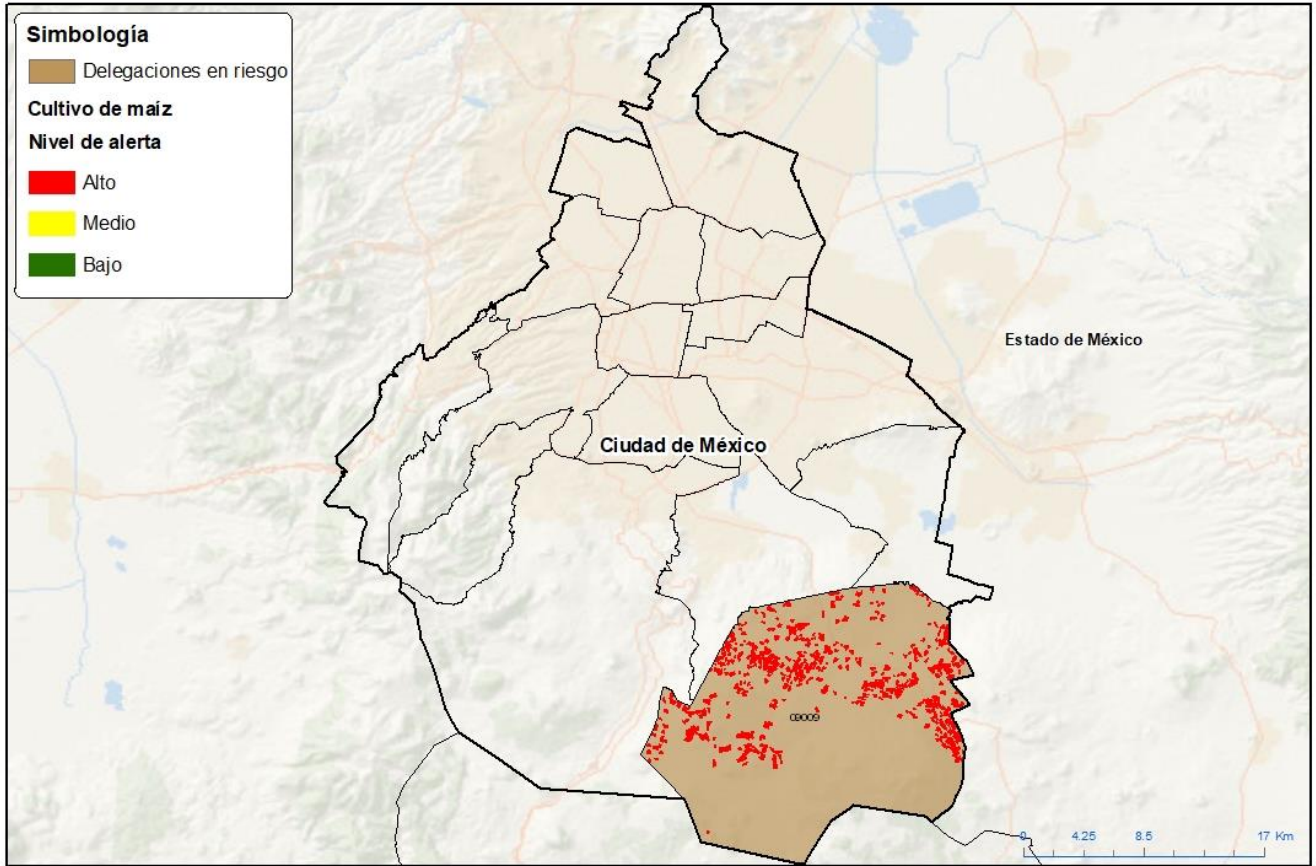 Simbología
Delegaciones en riesgo
Cultivo de maíz
Nivel de alerta
Alto
Medio
Bajo
Estado de México
Ciudad de México
09009
0 4.25 8.5 17 Km